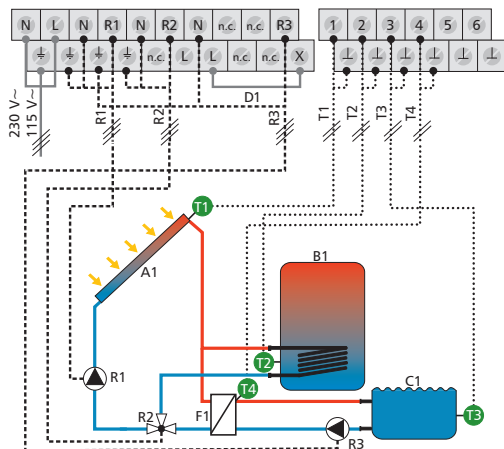 N L N R1 N R2 N n.c. N R3 1 2 3 4 5 6
n.c. L L n.c. n.c. X
D1
230 V~
115 V~
R1
R2
R3
T1
T2
T3
T4
T1
A1
B1
T2
R1
C1
T4
R2
F1
T3
R3